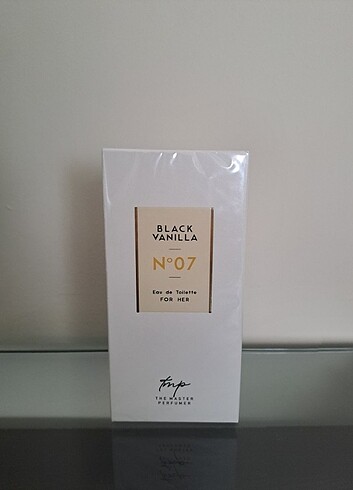 BLACK
VANILLA
N°07
Eau de Toilette
FOR HER
tmp
THE MASTER
PERFUMER